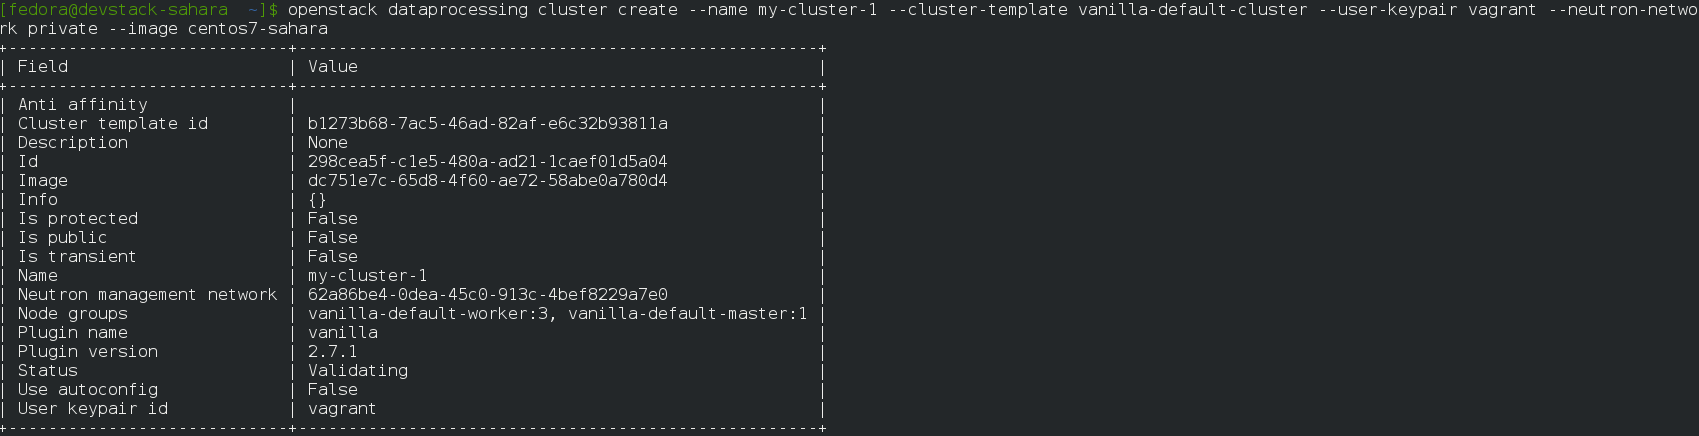 [fedora@devstack-sahara  ~]$ openstack dataprocessing cluster create --name my-cluster-1 --cluster-template vanilla-default-cluster --user-keypair vagrant --neutron-netwo
rk private --image centos7-sahara
+----------------------------+----------------------------------------------------+
| Field                      | Value                                              |
+----------------------------+----------------------------------------------------+
| Anti affinity              |                                                    |
| Cluster template id        | b1273b68-7ac5-46ad-82af-e6c32b93811a               |
| Description                | None                                               |
| Id                         | 298cea5f-c1e5-480a-ad21-1caef01d5a04               |
| Image                      | dc751e7c-65d8-4f60-ae72-58abe0a780d4               |
| Info                       | {}                                                 |
| Is protected               | False                                              |
| Is public                  | False                                              |
| Is transient               | False                                              |
| Name                       | my-cluster-1                                       |
| Neutron management network | 62a86be4-0dea-45c0-913c-4bef8229a7e0               |
| Node groups                | vanilla-default-worker:3, vanilla-default-master:1 |
| Plugin name                | vanilla                                            |
| Plugin version             | 2.7.1                                              |
| Status                     | Validating                                         |
| Use autoconfig             | False                                              |
| User keypair id            | vagrant                                            |
+----------------------------+----------------------------------------------------+